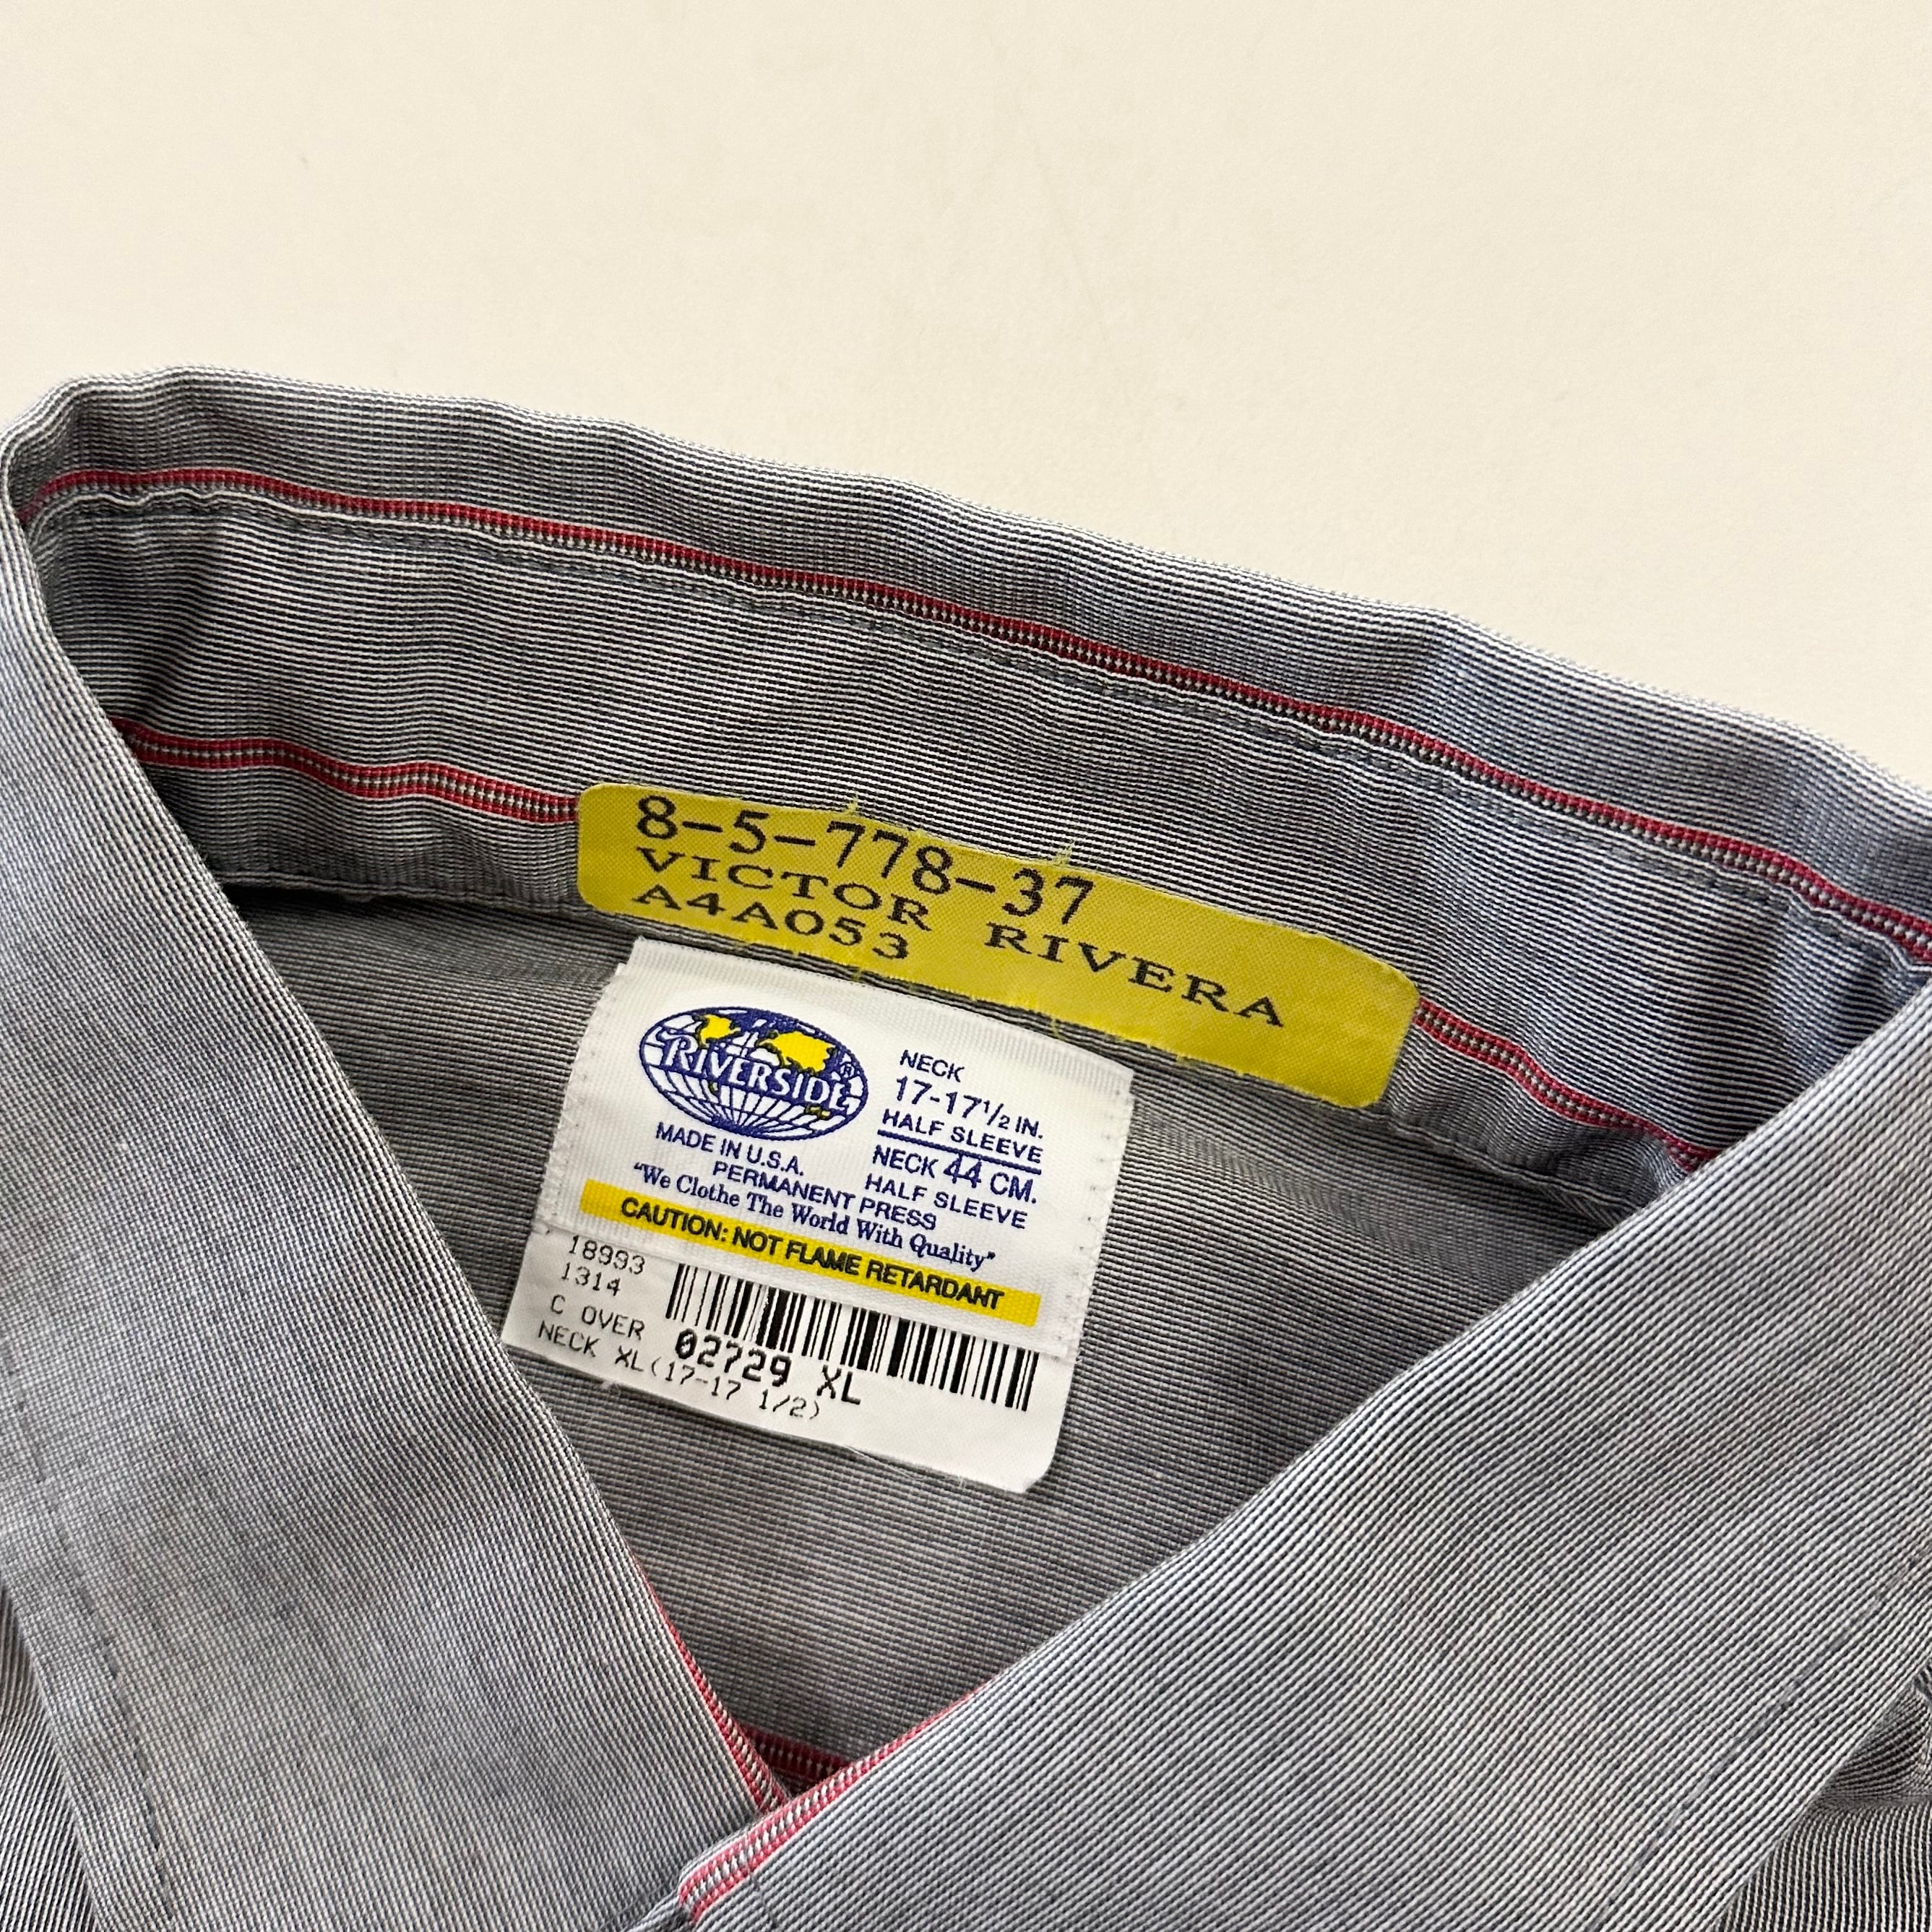 8-5-778-37
VICTOR RIVERA
A4A053
RIVERSIDE®
MADE IN U.S.A.
PERMANENT PRESS
"We Clothe The World With Quality"
NECK
17-17½ IN.
HALF SLEEVE
NECK 44 CM.
HALF SLEEVE
CAUTION: NOT FLAME RETARDANT
18993
1314
C OVER
02729 XL
NECK XL(17-17 1/2)